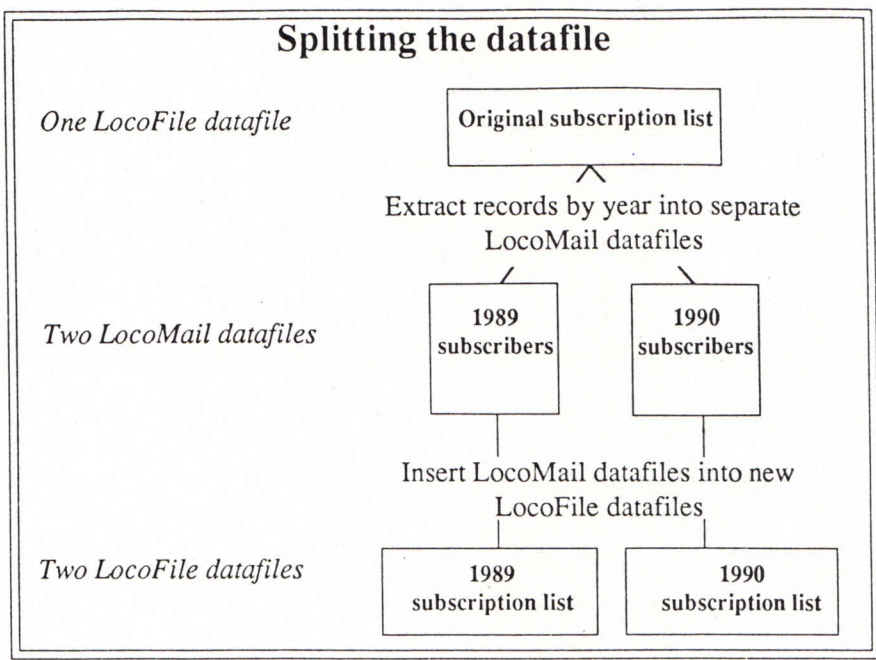 Splitting the datafile
One LocoFile datafile
Original subscription list
Extract records by year into separate
LocoMail datafiles
Two LocoMail datafiles
1989
subscribers
1990
subscribers
Insert LocoMail datafiles into new
LocoFile datafiles
Two LocoFile datafiles
1989
subscription list
1990
subscription list